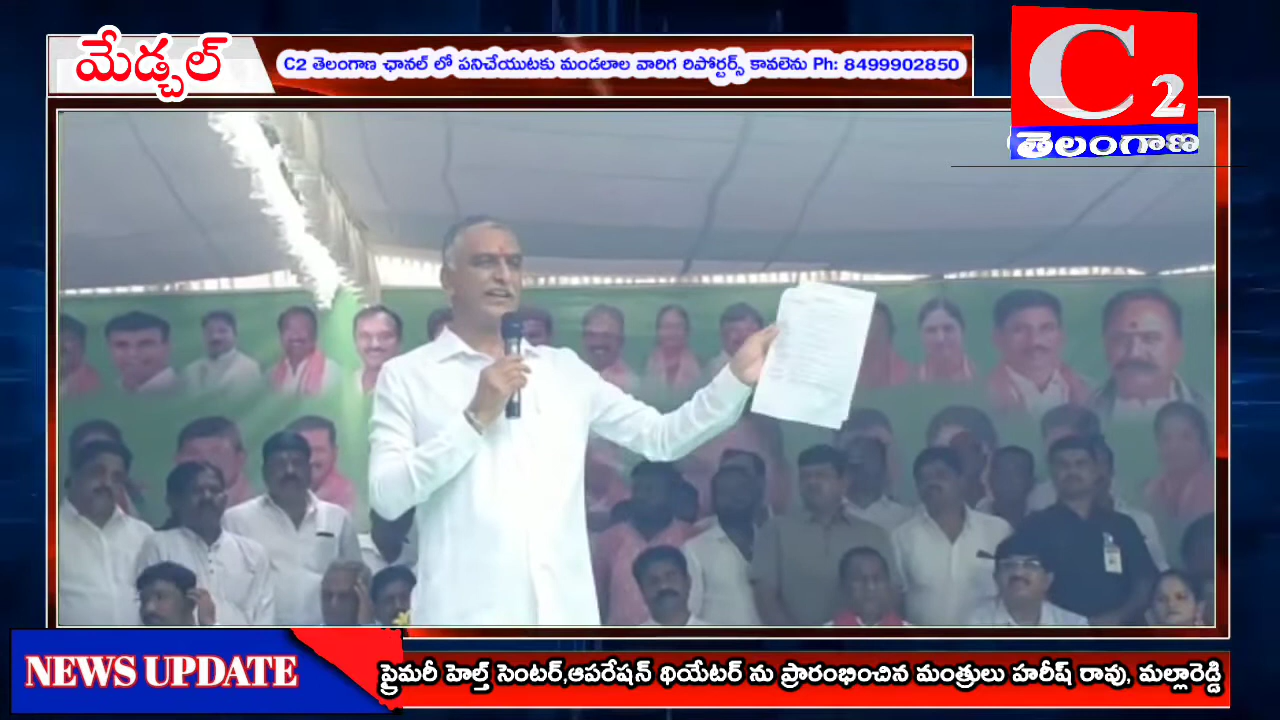 మేడ్చల్
C2 తెలంగాణ ఛానల్ లో పనిచేయుటకు మండలాల వారిగ రిపోర్టర్స్ కావలెను Ph: 8499902850
C2
తెలంగాణ
NEWS UPDATE
ప్రైమరీ హెల్త్ సెంటర్,ఆపరేషన్ థియేటర్ ను ప్రారంభించిన మంత్రులు హరీష్ రావు, మల్లారెడ్డి